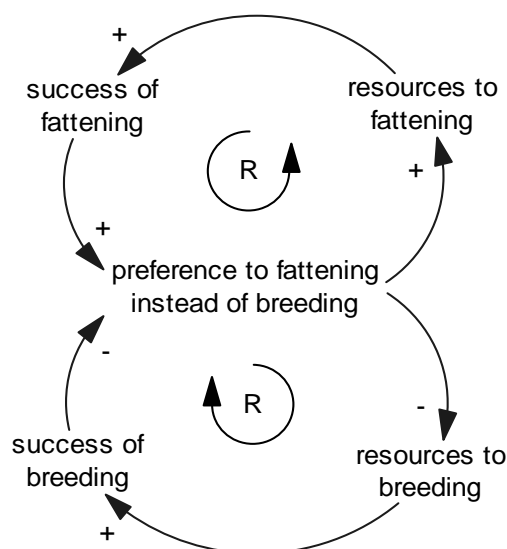 +
success of
fattening
resources to
fattening
R
+
+
preference to fattening
instead of breeding
-
R
-
success of
breeding
resources to
breeding
+